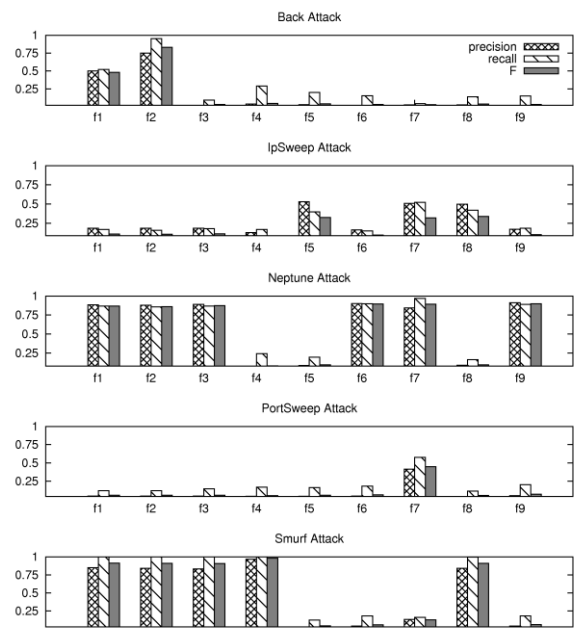 Back Attack
1
0.75
0.5
0.25
precision
recall
F
f1 f2 f3 f4 f5 f6 f7 f8 f9
IpSweep Attack
1
0.75
0.5
0.25
f1 f2 f3 f4 f5 f6 f7 f8 f9
Neptune Attack
1
0.75
0.5
0.25
f1 f2 f3 f4 f5 f6 f7 f8 f9
PortSweep Attack
1
0.75
0.5
0.25
f1 f2 f3 f4 f5 f6 f7 f8 f9
Smurf Attack
1
0.75
0.5
0.25